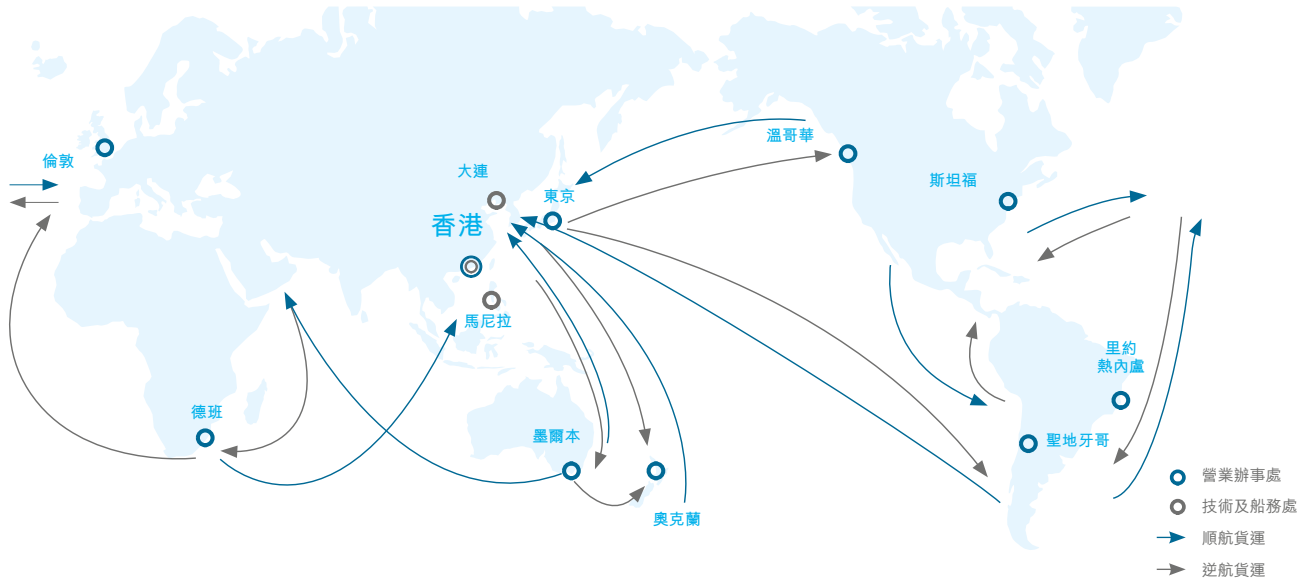 溫哥華
倫敦
大連
斯坦福
東京
香港
馬尼拉
里約
熱內盧
德班
墨爾本
聖地牙哥
奧克蘭
營業辦事處
技術及船務處
順航貨運
逆航貨運